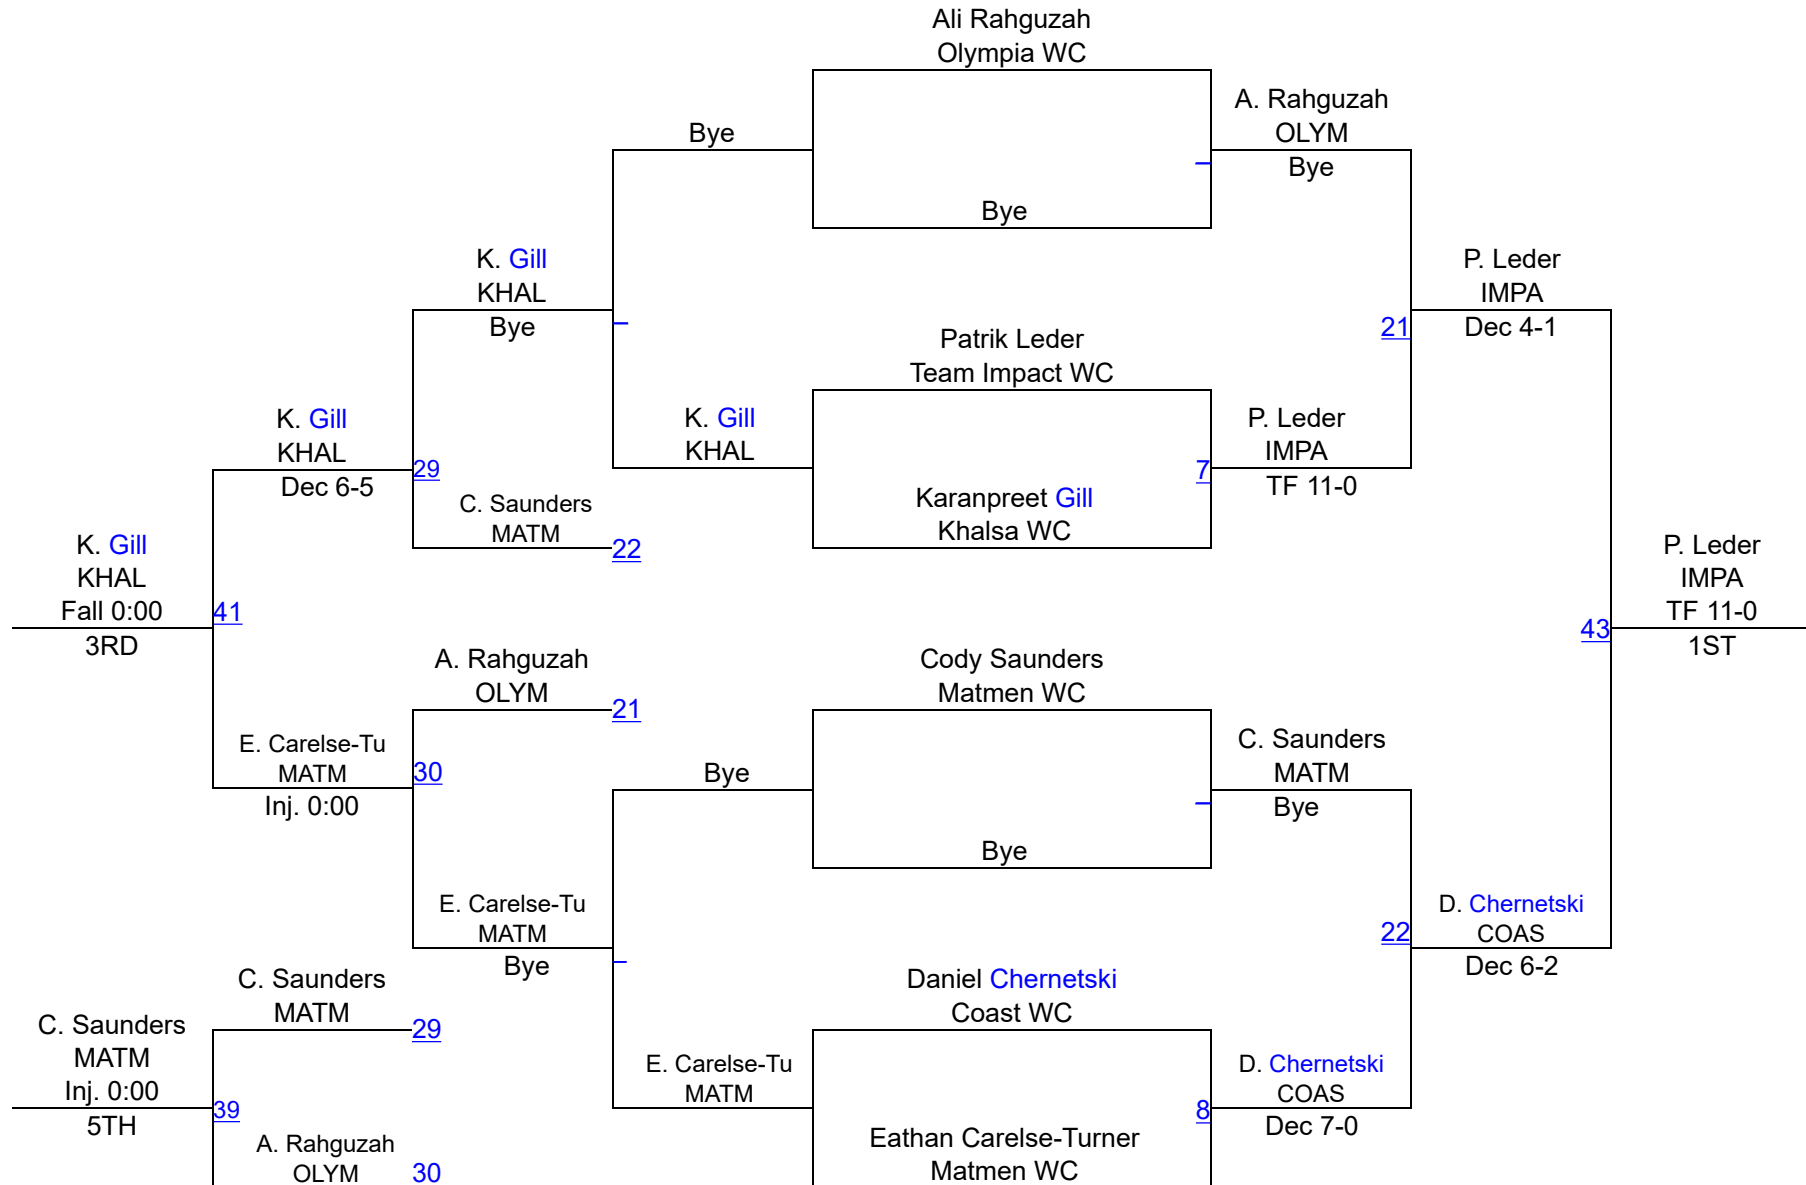 Ali Rahguzah
Olympia WC
A. Rahguzah
OLYM
Bye
Bye
Bye
K. Gill
KHAL
Bye
P. Leder
IMPA
Dec 4-1
21
Patrik Leder
Team Impact WC
K. Gill
KHAL
Dec 6-5
29
K. Gill
KHAL
P. Leder
IMPA
TF 11-0
7
C. Saunders
MATM
22
Karanpreet Gill
Khalsa WC
K. Gill
KHAL
Fall 0:00
3RD
41
P. Leder
IMPA
TF 11-0
1ST
43
A. Rahguzah
OLYM
21
Cody Saunders
Matmen WC
E. Carelse-Tu
MATM
Inj. 0:00
30
Bye
C. Saunders
MATM
Bye
Bye
E. Carelse-Tu
MATM
Bye
D. Chernetski
COAS
Dec 6-2
22
C. Saunders
MATM
29
Daniel Chernetski
Coast WC
C. Saunders
MATM
Inj. 0:00
5TH
39
E. Carelse-Tu
MATM
D. Chernetski
COAS
Dec 7-0
8
A. Rahguzah
OLYM
30
Eathan Carelse-Turner
Matmen WC